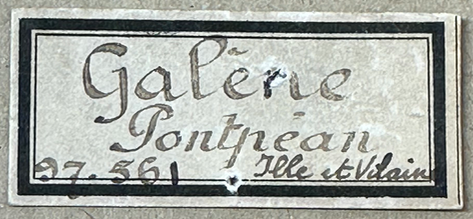 Galène
Pontpéan
97.561 Ille et Vilaine